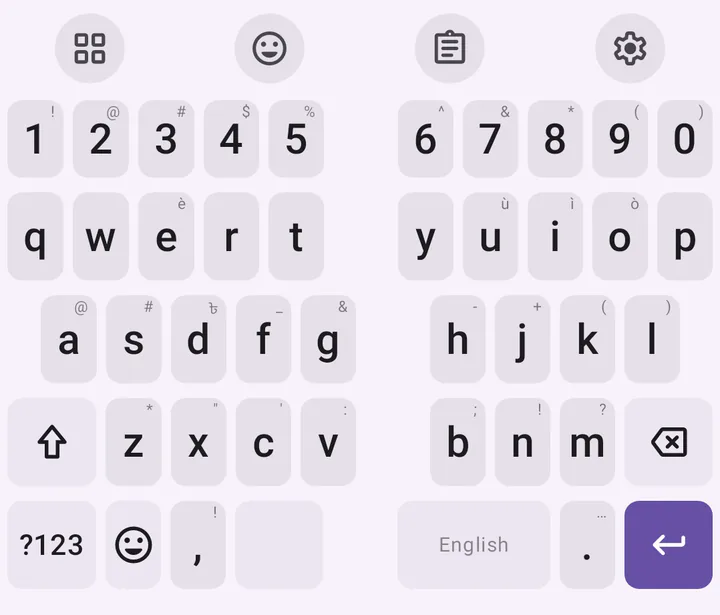 ! @ # $ % ^ & * ( )
1 2 3 4 5 6 7 8 9 0
è ù ì ò
q w e r t y u i o p
@ # _ & - + ( )
a s d f g h j k l
* " ' : ; ! ?
z x c v b n m
! …
?123 , English .